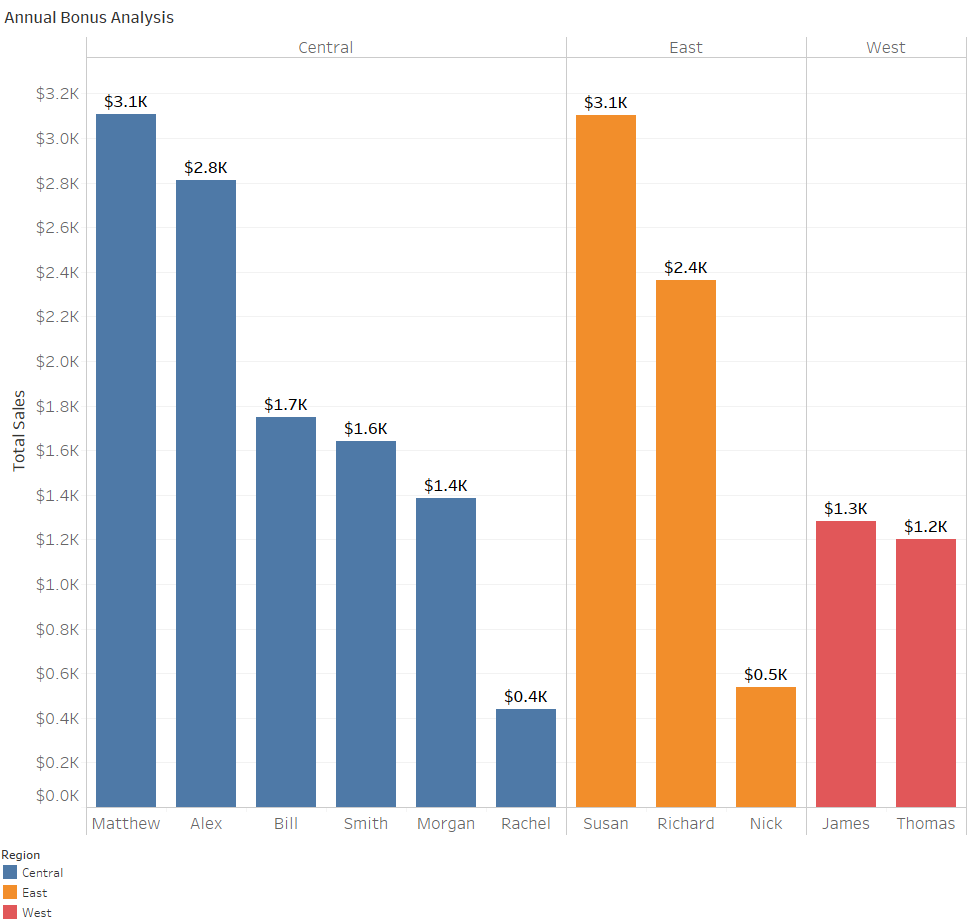 Annual Bonus Analysis
Central East West
$3.2K
$3.1K $3.1K
$3.0K
$2.8K
$2.8K
$2.6K
$2.4K
$2.4K
$2.2K
$2.0K
$1.8K
$1.7K
$1.6K
$1.6K
$1.4K
$1.4K
$1.3K
$1.2K
$1.2K
$1.0K
$0.8K
$0.6K
$0.5K
$0.4K
$0.4K
$0.2K
$0.0K
Total Sales
Matthew Alex Bill Smith Morgan Rachel Susan Richard Nick James Thomas
Region
Central
East
West